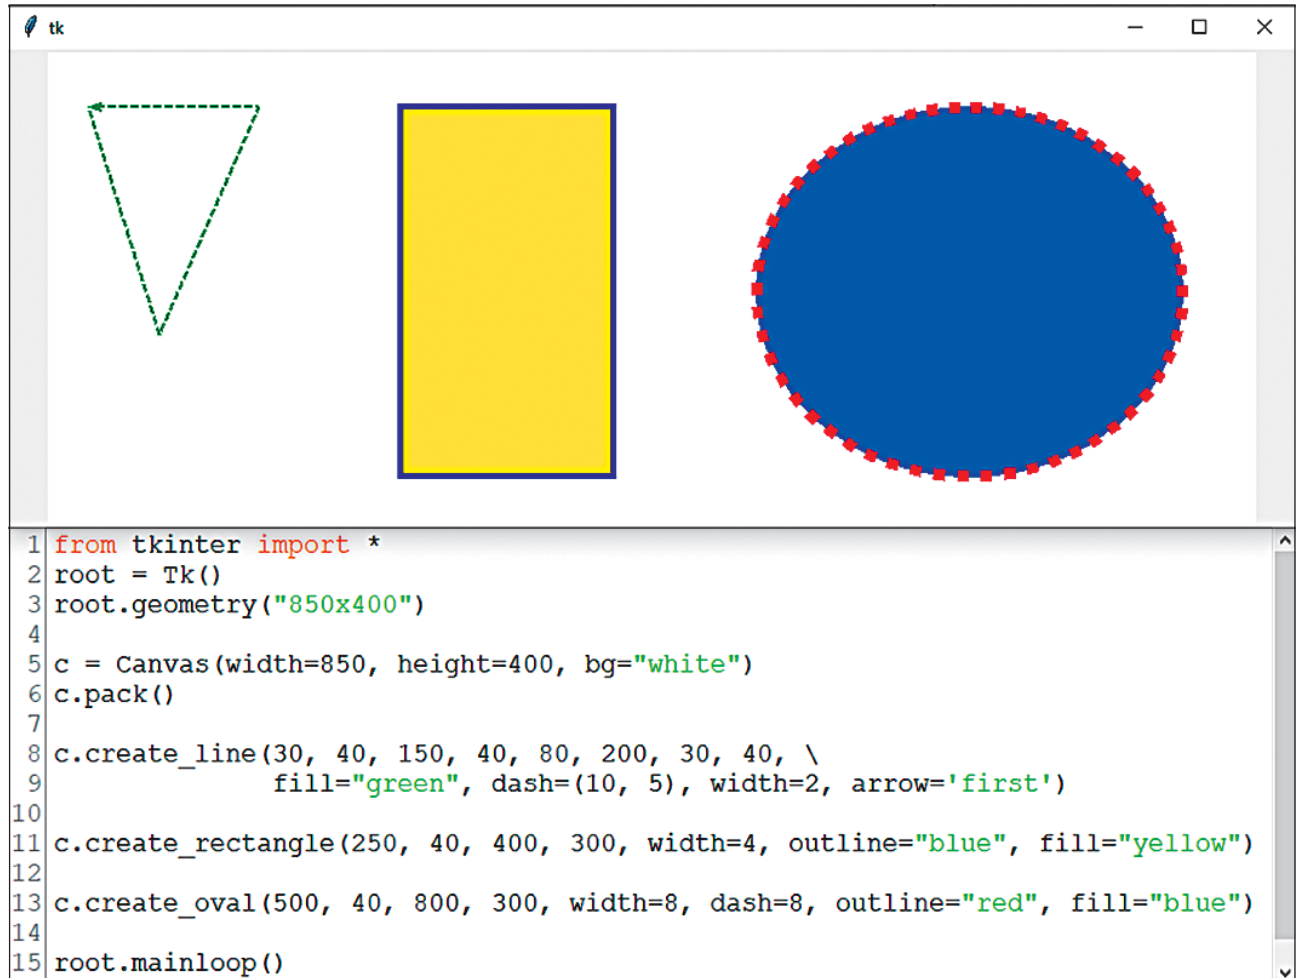 tk
1 from tkinter import *
2 root = Tk()
3 root.geometry("850x400")
4
5 c = Canvas(width=850, height=400, bg="white")
6 c.pack()
7
8 c.create_line(30, 40, 150, 40, 80, 200, 30, 40, \
9               fill="green", dash=(10, 5), width=2, arrow='first')
10
11 c.create_rectangle(250, 40, 400, 300, width=4, outline="blue", fill="yellow")
12
13 c.create_oval(500, 40, 800, 300, width=8, dash=8, outline="red", fill="blue")
14
15 root.mainloop()